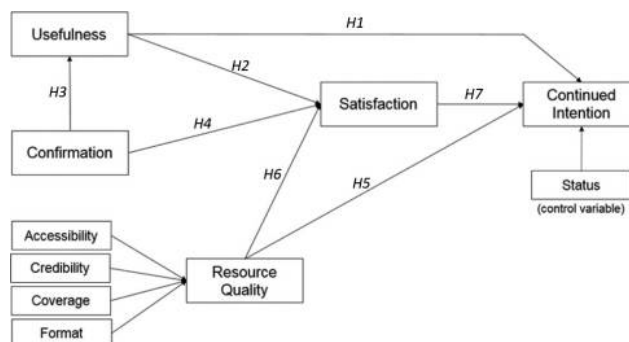 Usefulness
H1
H2
H3
Satisfaction
H7
Continued
Intention
H4
Confirmation
H6
H5
Status
(control variable)
Accessibility
Credibility
Resource
Quality
Coverage
Format